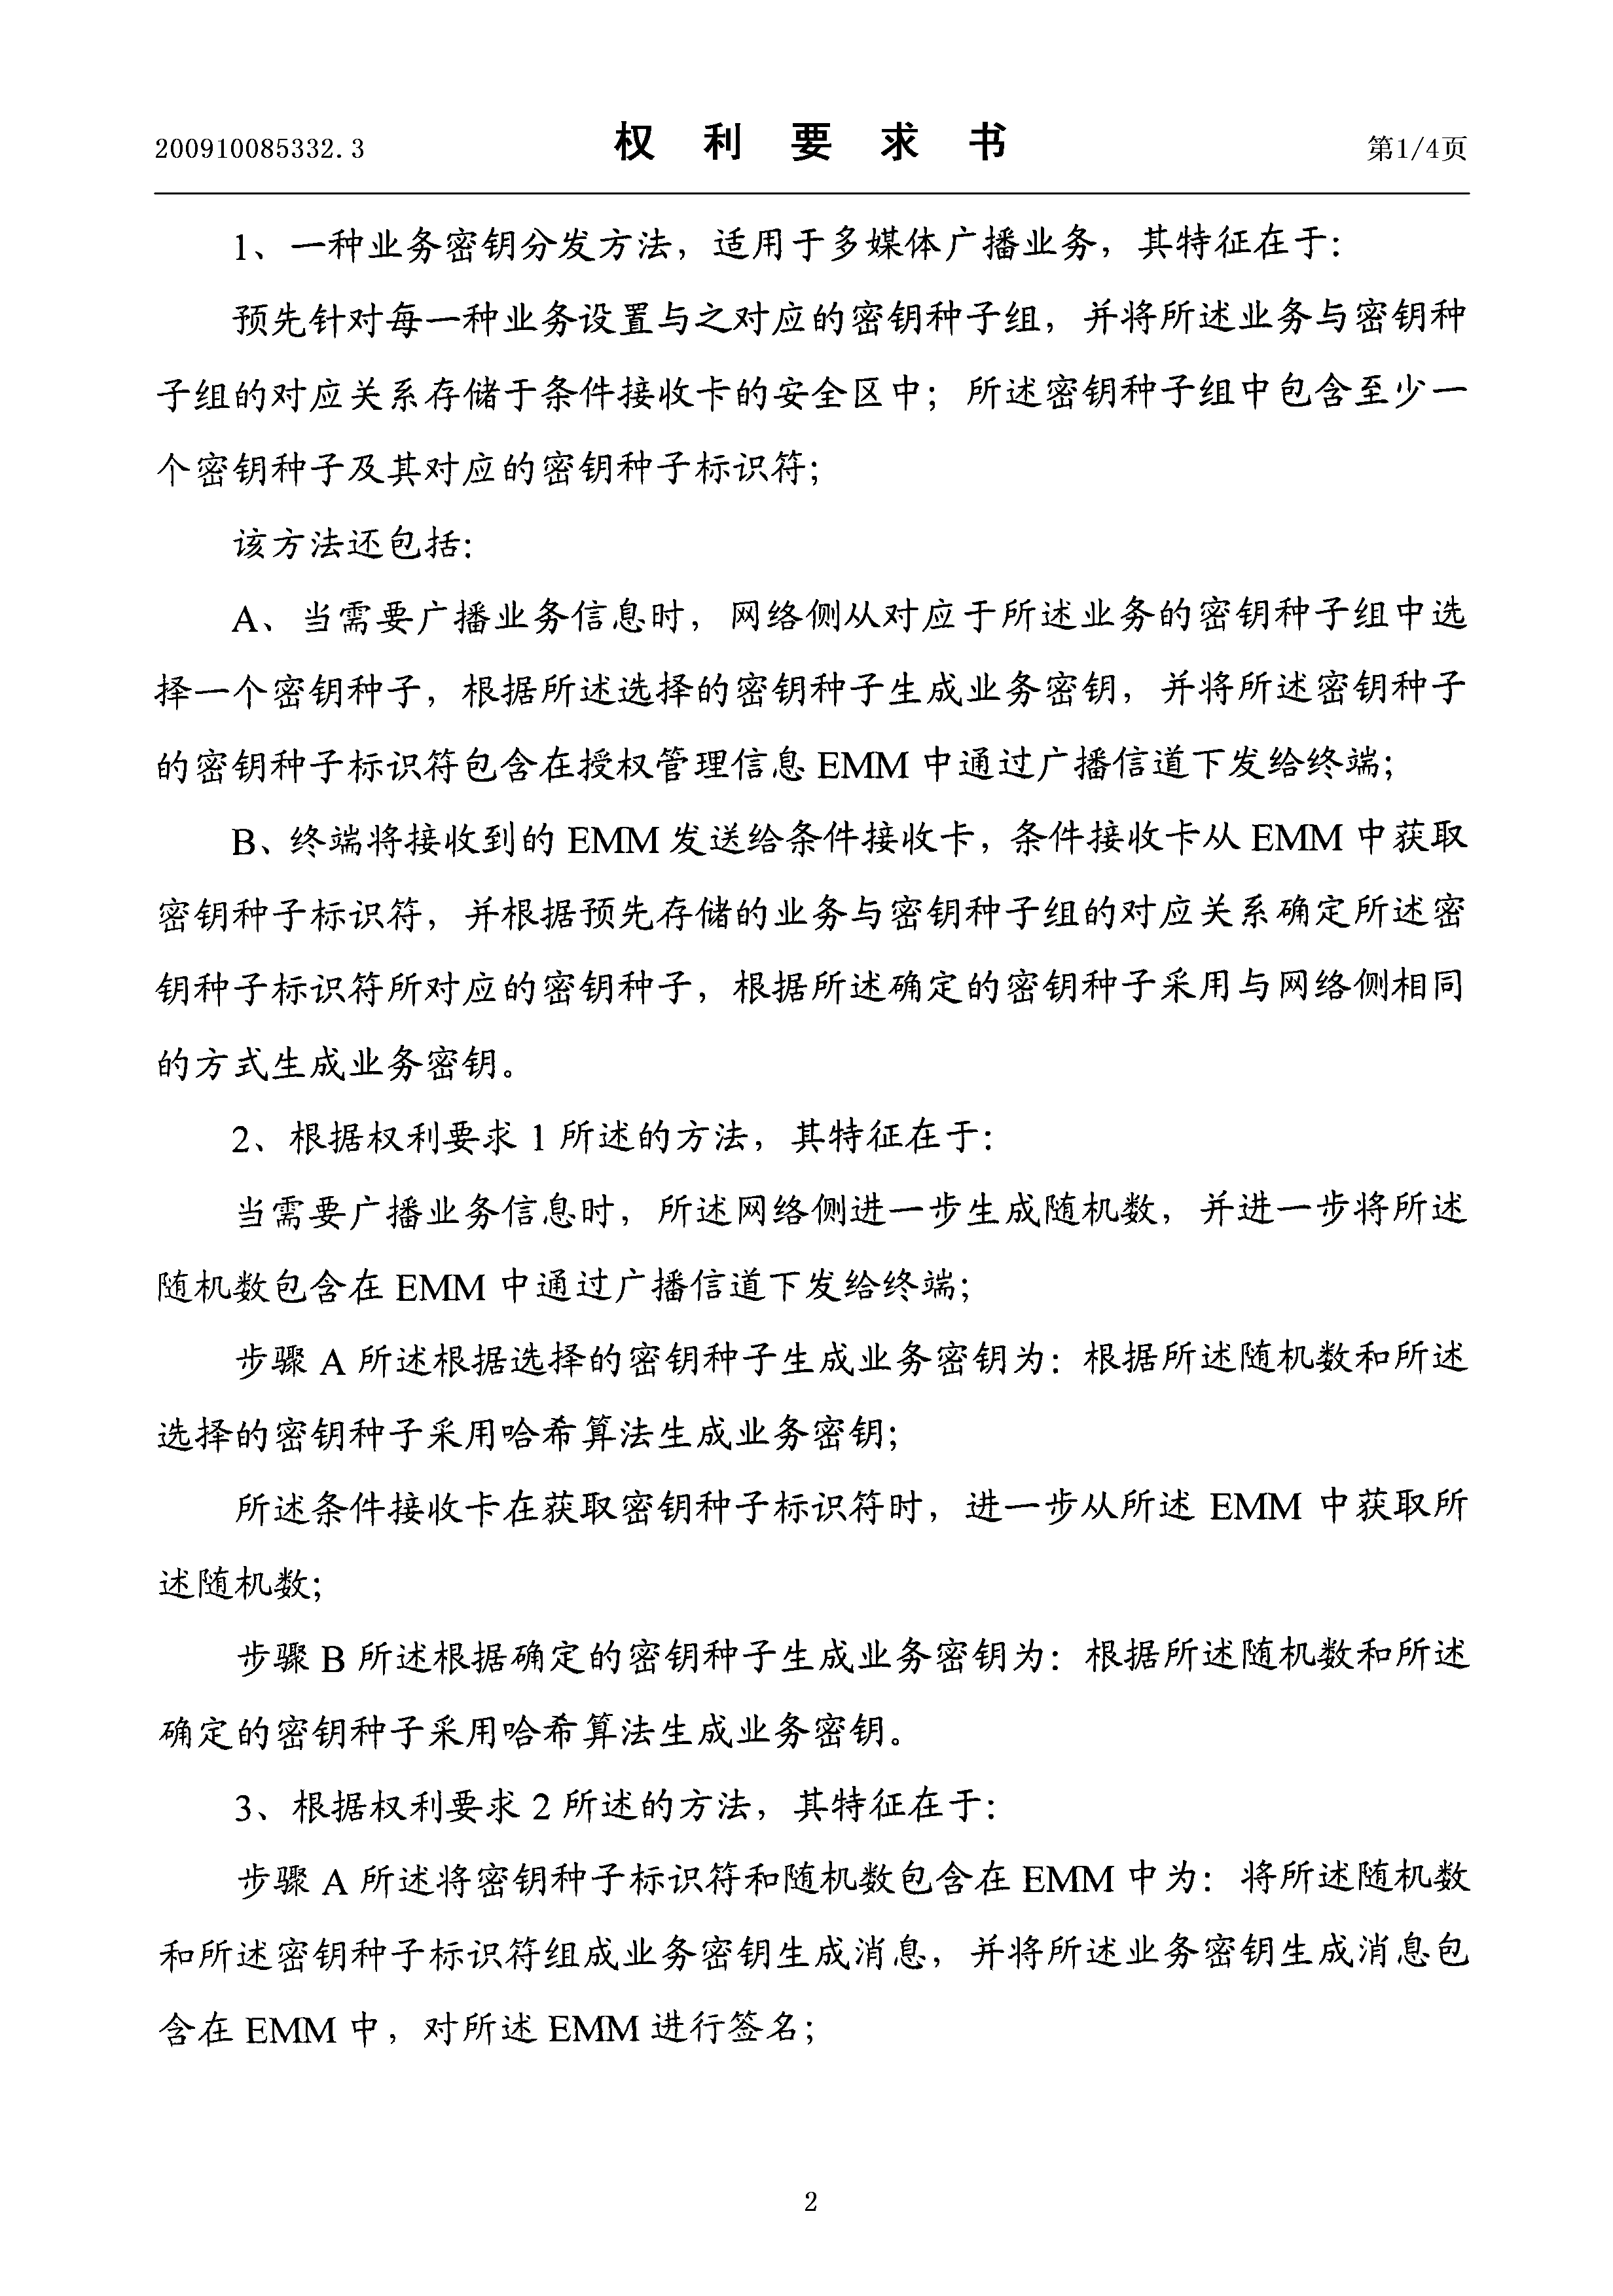 200910085332.3
权 利 要 求 书
第1/4页
1、一种业务密钥分发方法，适用于多媒体广播业务，其特征在于：
预先针对每一种业务设置与之对应的密钥种子组，并将所述业务与密钥种
子组的对应关系存储于条件接收卡的安全区中；所述密钥种子组中包含至少一
个密钥种子及其对应的密钥种子标识符；
该方法还包括：
A、当需要广播业务信息时，网络侧从对应于所述业务的密钥种子组中选
择一个密钥种子，根据所述选择的密钥种子生成业务密钥，并将所述密钥种子
的密钥种子标识符包含在授权管理信息 EMM 中通过广播信道下发给终端；
B、终端将接收到的 EMM 发送给条件接收卡，条件接收卡从 EMM 中获取
密钥种子标识符，并根据预先存储的业务与密钥种子组的对应关系确定所述密
钥种子标识符所对应的密钥种子，根据所述确定的密钥种子采用与网络侧相同
的方式生成业务密钥。
2、根据权利要求 1 所述的方法，其特征在于：
当需要广播业务信息时，所述网络侧进一步生成随机数，并进一步将所述
随机数包含在 EMM 中通过广播信道下发给终端；
步骤 A 所述根据选择的密钥种子生成业务密钥为：根据所述随机数和所述
选择的密钥种子采用哈希算法生成业务密钥；
所述条件接收卡在获取密钥种子标识符时，进一步从所述 EMM 中获取所
述随机数；
步骤 B 所述根据确定的密钥种子生成业务密钥为：根据所述随机数和所述
确定的密钥种子采用哈希算法生成业务密钥。
3、根据权利要求 2 所述的方法，其特征在于：
步骤 A 所述将密钥种子标识符和随机数包含在 EMM 中为：将所述随机数
和所述密钥种子标识符组成业务密钥生成消息，并将所述业务密钥生成消息包
含在 EMM 中，对所述 EMM 进行签名；
2